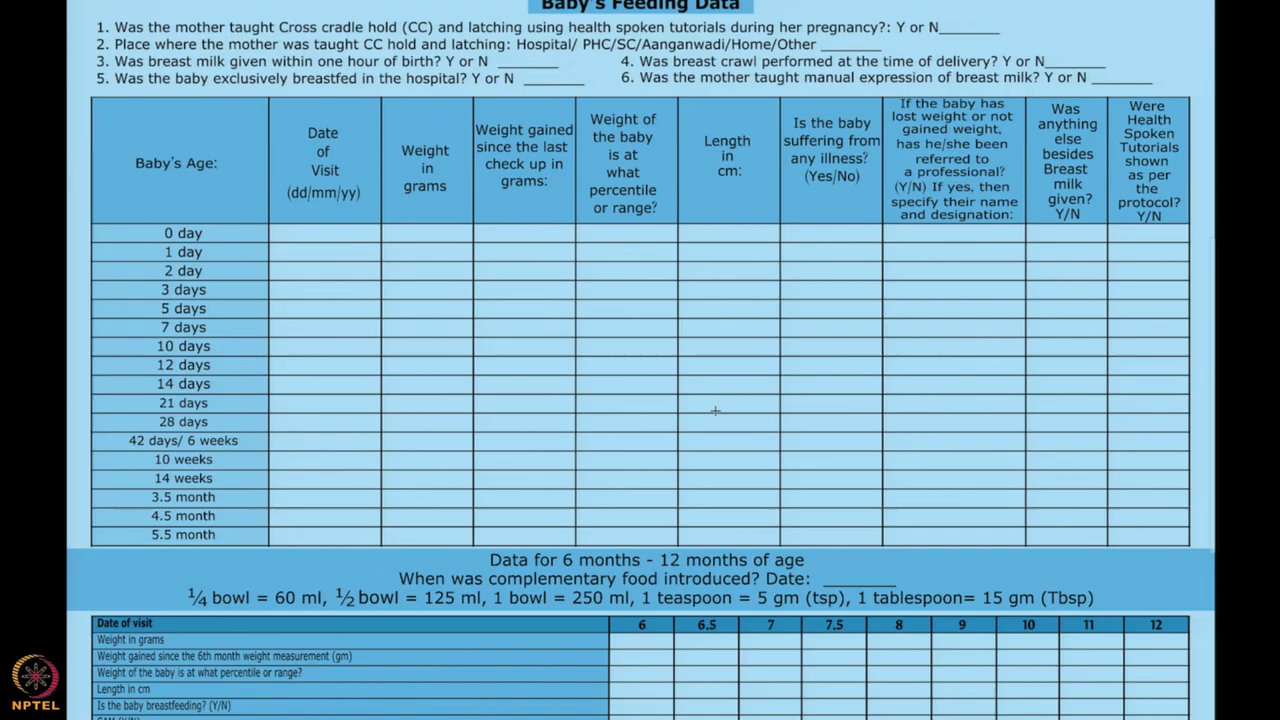 Baby's Feeding Data
1. Was the mother taught Cross cradle hold (CC) and latching using health spoken tutorials during her pregnancy?: Y or N______
2. Place where the mother was taught CC hold and latching: Hospital/ PHC/SC/Aanganwadi/Home/Other ______
3. Was breast milk given within one hour of birth? Y or N ______
4. Was breast crawl performed at the time of delivery? Y or N______
5. Was the baby exclusively breastfed in the hospital? Y or N ______
6. Was the mother taught manual expression of breast milk? Y or N ______
Baby's Age:
Date
of
Visit
(dd/mm/yy)
Weight
in
grams
Weight gained
since the last
check up in
grams:
Weight of
the baby
is at
what
percentile
or range?
Length
in
cm:
Is the baby
suffering from
any illness?
(Yes/No)
If the baby has
lost weight or not
gained weight,
has he/she been
referred to
a professional?
(Y/N) If yes, then
specify their name
and designation:
Was
anything
else
besides
Breast
milk
given?
Y/N
Were
Health
Spoken
Tutorials
shown
as per
the
protocol?
Y/N
0 day
1 day
2 day
3 days
5 days
7 days
10 days
12 days
14 days
21 days
28 days
42 days/ 6 weeks
10 weeks
14 weeks
3.5 month
4.5 month
5.5 month
Data for 6 months - 12 months of age
When was complementary food introduced? Date: ______
¼ bowl = 60 ml, ½ bowl = 125 ml, 1 bowl = 250 ml, 1 teaspoon = 5 gm (tsp), 1 tablespoon= 15 gm (Tbsp)
Date of visit 6 6.5 7 7.5 8 9 10 11 12
Weight in grams
Weight gained since the 6th month weight measurement (gm)
Weight of the baby is at what percentile or range?
Length in cm
Is the baby breastfeeding? (Y/N)
NPTEL